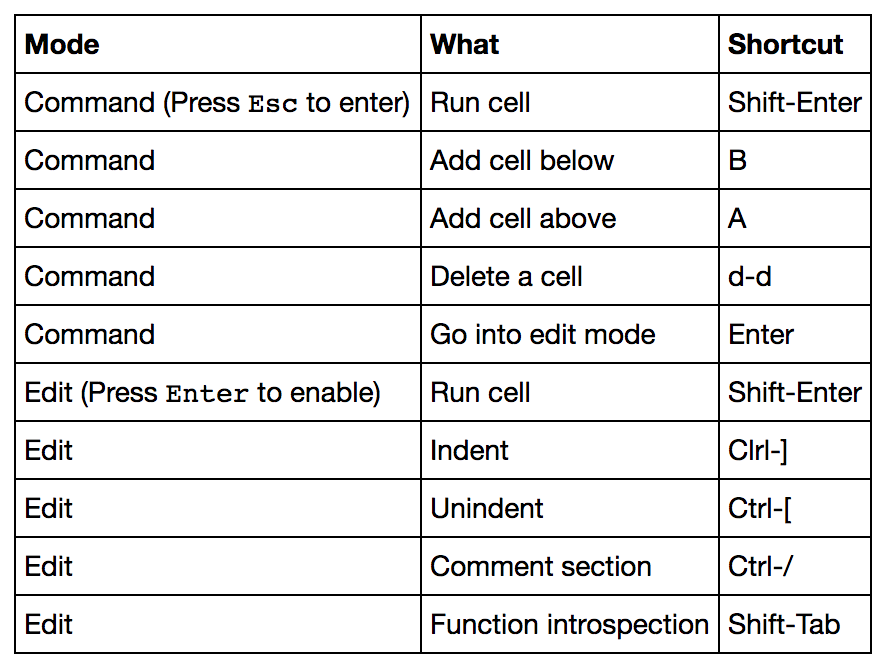 Mode What Shortcut
Command (Press Esc to enter) Run cell Shift-Enter
Command Add cell below B
Command Add cell above A
Command Delete a cell d-d
Command Go into edit mode Enter
Edit (Press Enter to enable) Run cell Shift-Enter
Edit Indent Clrl-]
Edit Unindent Ctrl-[
Edit Comment section Ctrl-/
Edit Function introspection Shift-Tab